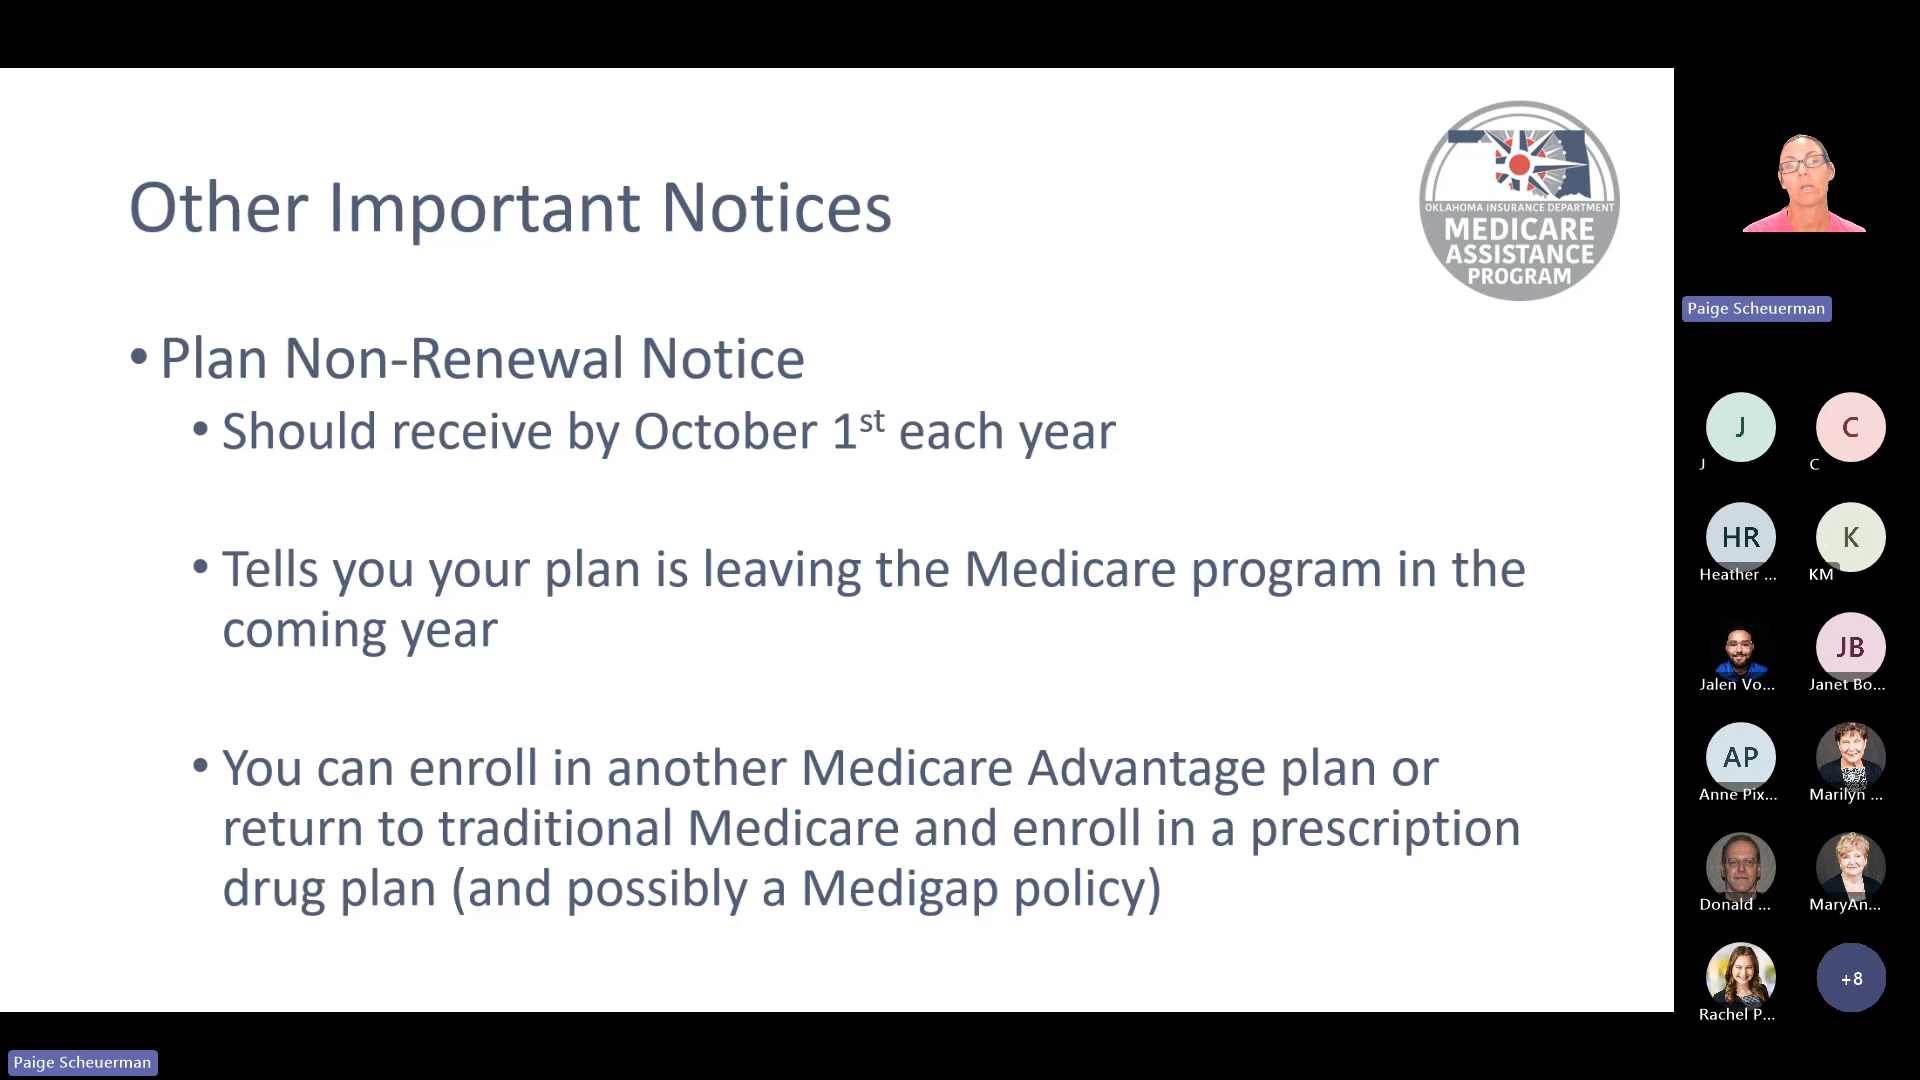 Other Important Notices
OKLAHOMA INSURANCE DEPARTMENT
MEDICARE
ASSISTANCE
PROGRAM
• Plan Non-Renewal Notice
• Should receive by October 1st each year
• Tells you your plan is leaving the Medicare program in the
coming year
• You can enroll in another Medicare Advantage plan or
return to traditional Medicare and enroll in a prescription
drug plan (and possibly a Medigap policy)
Paige Scheuerman
J C
J C
HR K
Heather ... KM
JB
Jalen Vo... Janet Bo...
AP
Anne Pix... Marilyn ...
Donald ... MaryAn...
+8
Rachel P...
Paige Scheuerman